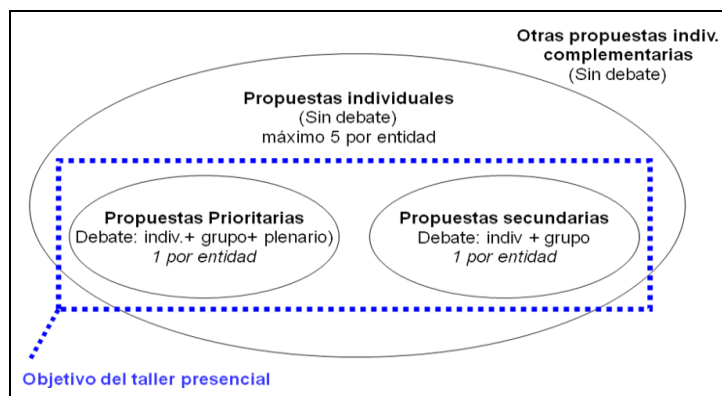 Otras propuestas indiv.
complementarias
(Sin debate)
Propuestas individuales
(Sin debate)
máximo 5 por entidad
Propuestas Prioritarias
Debate: indiv.+ grupo+ plenario)
1 por entidad
Propuestas secundarias
Debate: indiv + grupo
1 por entidad
Objetivo del taller presencial